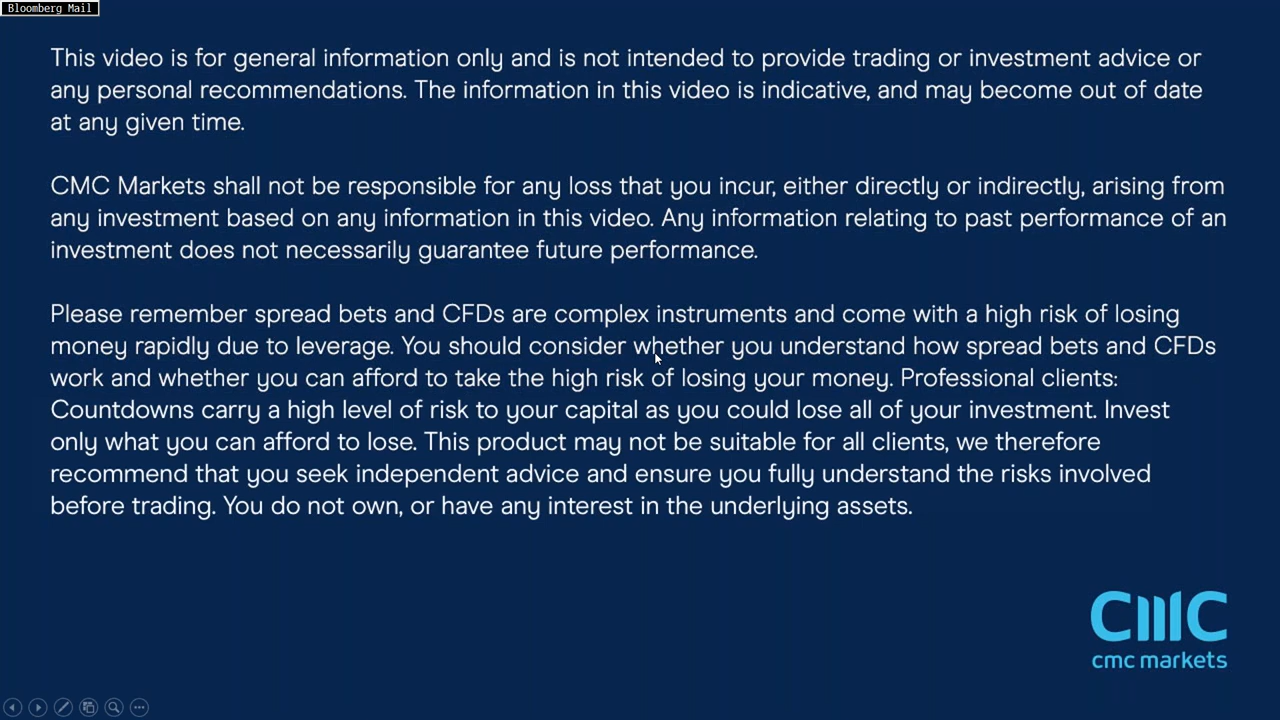 Bloomberg Mail
This video is for general information only and is not intended to provide trading or investment advice or
any personal recommendations. The information in this video is indicative, and may become out of date
at any given time.
CMC Markets shall not be responsible for any loss that you incur, either directly or indirectly, arising from
any investment based on any information in this video. Any information relating to past performance of an
investment does not necessarily guarantee future performance.
Please remember spread bets and CFDs are complex instruments and come with a high risk of losing
money rapidly due to leverage. You should consider whether you understand how spread bets and CFDs
work and whether you can afford to take the high risk of losing your money. Professional clients:
Countdowns carry a high level of risk to your capital as you could lose all of your investment. Invest
only what you can afford to lose. This product may not be suitable for all clients, we therefore
recommend that you seek independent advice and ensure you fully understand the risks involved
before trading. You do not own, or have any interest in the underlying assets.
CMC
cmc markets